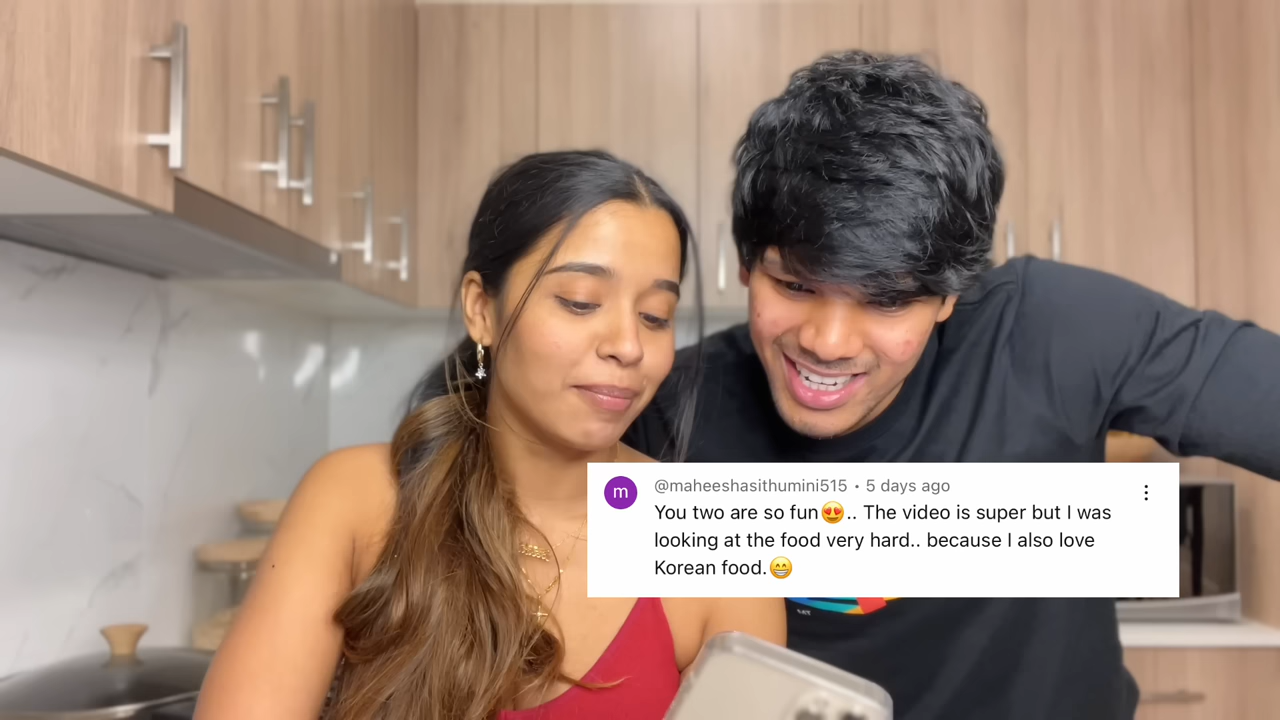 m
@maheeshasithumini515 • 5 days ago
You two are so fun😍.. The video is super but I was
looking at the food very hard.. because I also love
Korean food.😁